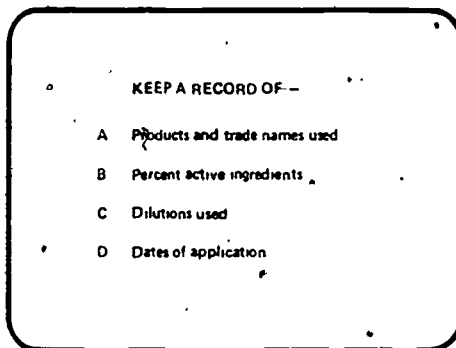 KEEP A RECORD OF –
A Products and trade names used
B Percent active ingredients
C Dilutions used
D Dates of application